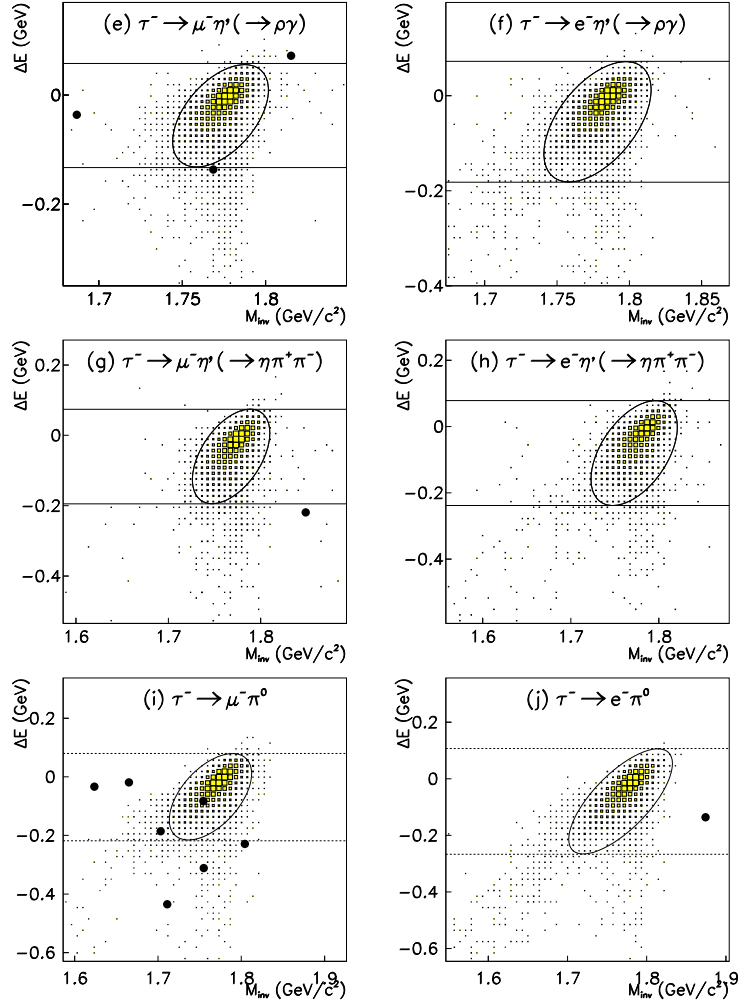 (e) τ⁻ → μ⁻η′(→ργ)
ΔE (GeV)
0
−0.2
1.7 1.75 1.8
M_inv (GeV/c²)
(f) τ⁻ → e⁻η′(→ργ)
ΔE (GeV)
0
−0.2
−0.4
1.7 1.75 1.8 1.85
M_inv (GeV/c²)
(g) τ⁻ → μ⁻η′(→ηπ⁺π⁻)
ΔE (GeV)
0.2
0
−0.2
−0.4
1.6 1.7 1.8
M_inv (GeV/c²)
(h) τ⁻ → e⁻η′(→ηπ⁺π⁻)
ΔE (GeV)
0.2
0
−0.2
−0.4
1.6 1.7 1.8
M_inv (GeV/c²)
(i) τ⁻ → μ⁻π⁰
ΔE (GeV)
0.2
0
−0.2
−0.4
−0.6
1.6 1.7 1.8 1.9
M_inv (GeV/c²)
(j) τ⁻ → e⁻π⁰
ΔE (GeV)
0.2
0
−0.2
−0.4
−0.6
1.6 1.7 1.8 1.9
M_inv (GeV/c²)